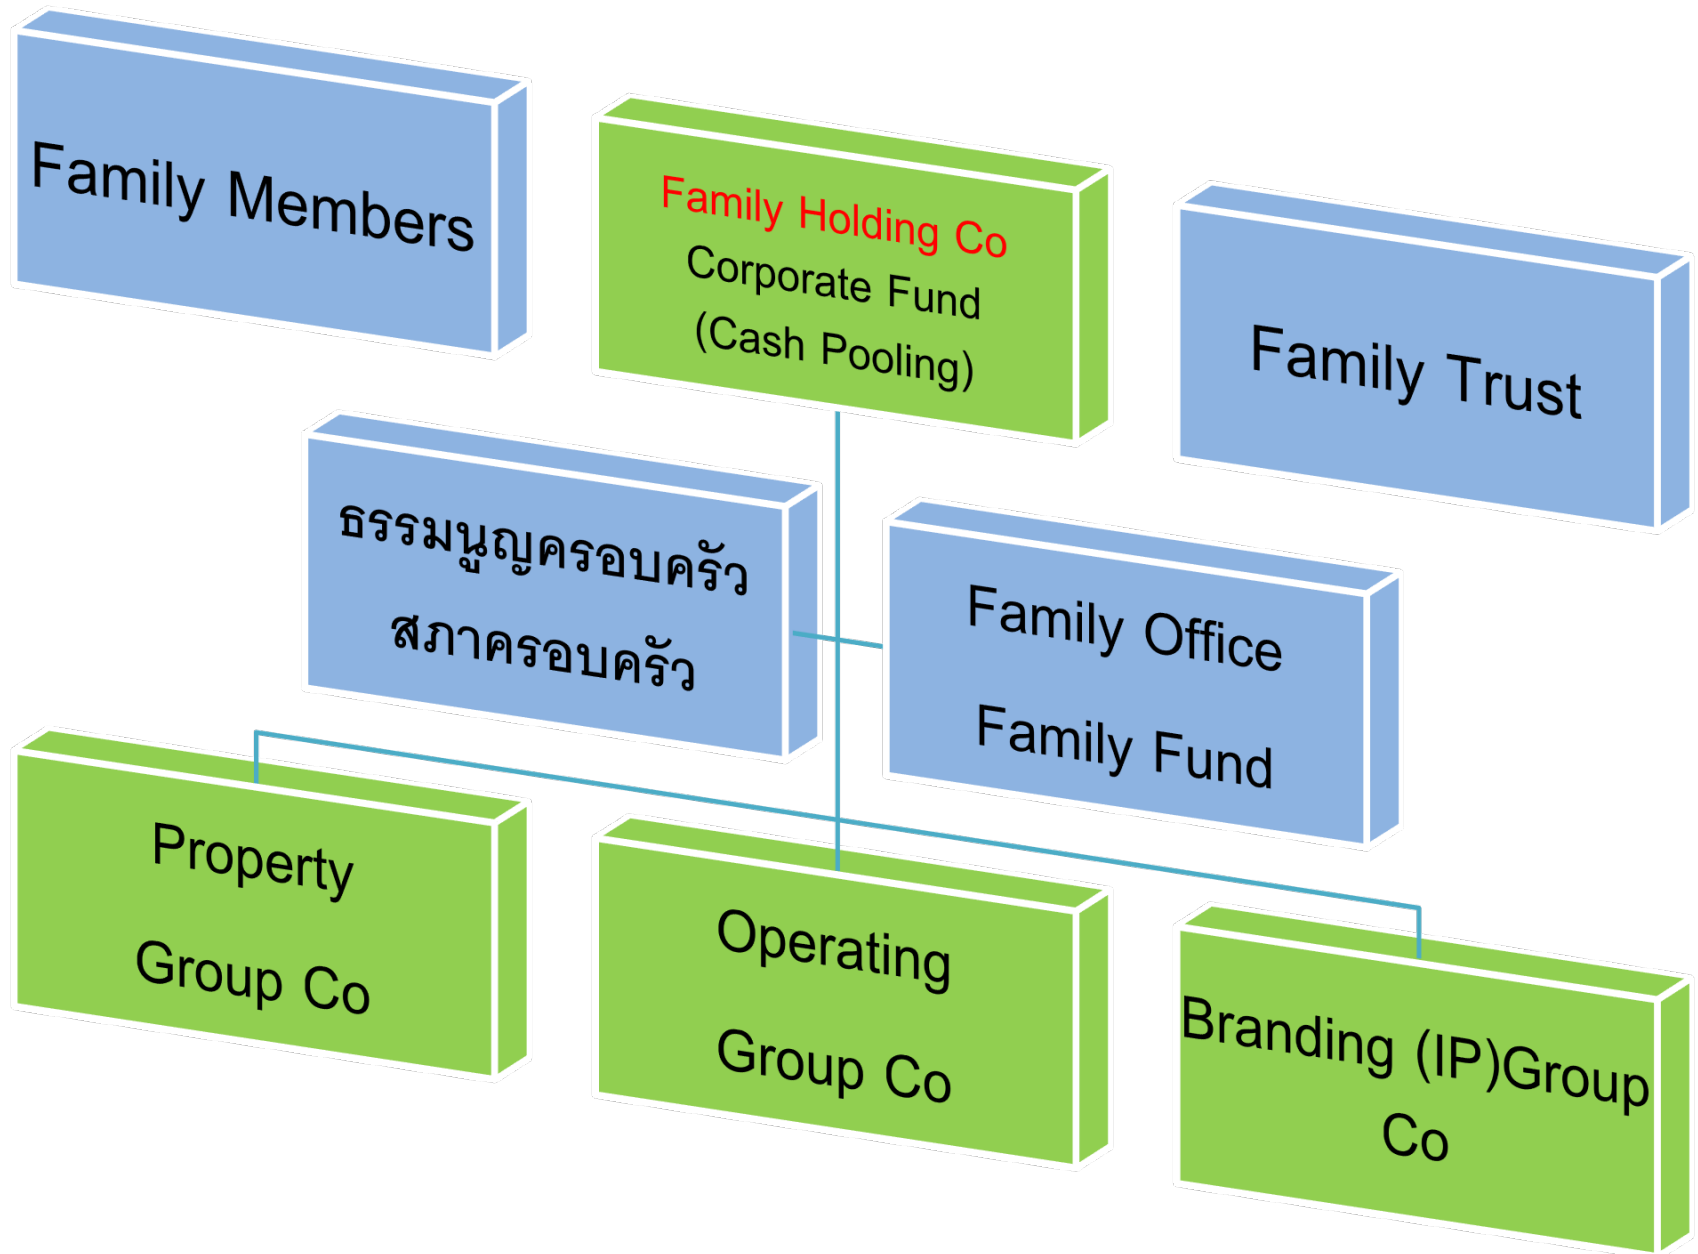 Family Members
Family Holding Co
Corporate Fund
(Cash Pooling)
Family Trust
ธรรมนูญครอบครัว
สภาครอบครัว
Family Office
Family Fund
Property
Group Co
Operating
Group Co
Branding (IP)Group
Co